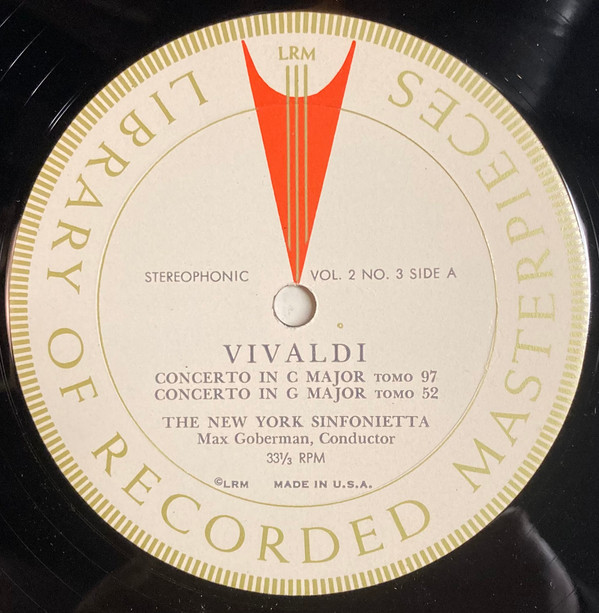 LRM
LIBRARY OF RECORDED MASTERPIECES
STEREOPHONIC VOL. 2 NO. 3 SIDE A
VIVALDI
CONCERTO IN C MAJOR TOMO 97
CONCERTO IN G MAJOR TOMO 52
THE NEW YORK SINFONIETTA
Max Goberman, Conductor
33⅓ RPM
©LRM MADE IN U.S.A.